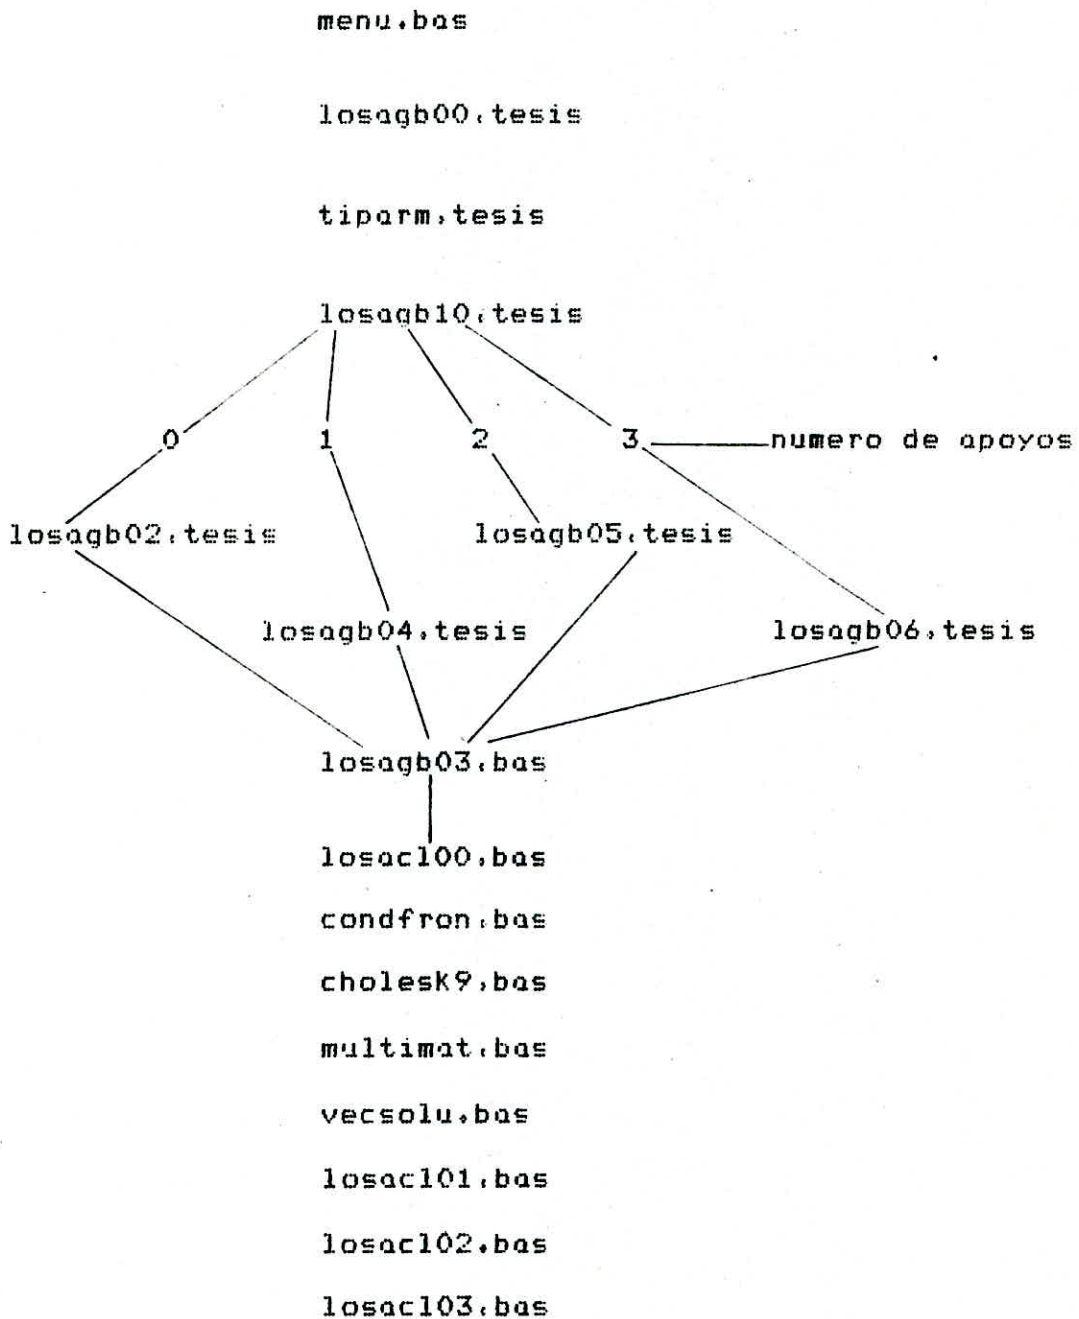 menu.bas
losagb00.tesis
tiparm.tesis
losagb10.tesis
0 1 2 3 numero de apoyos
losagb02.tesis losagb05.tesis
losagb04.tesis losagb06.tesis
losagb03.bas
losacl00.bas
condfron.bas
cholesK9.bas
multimat.bas
vecsolu.bas
losacl01.bas
losacl02.bas
losacl03.bas